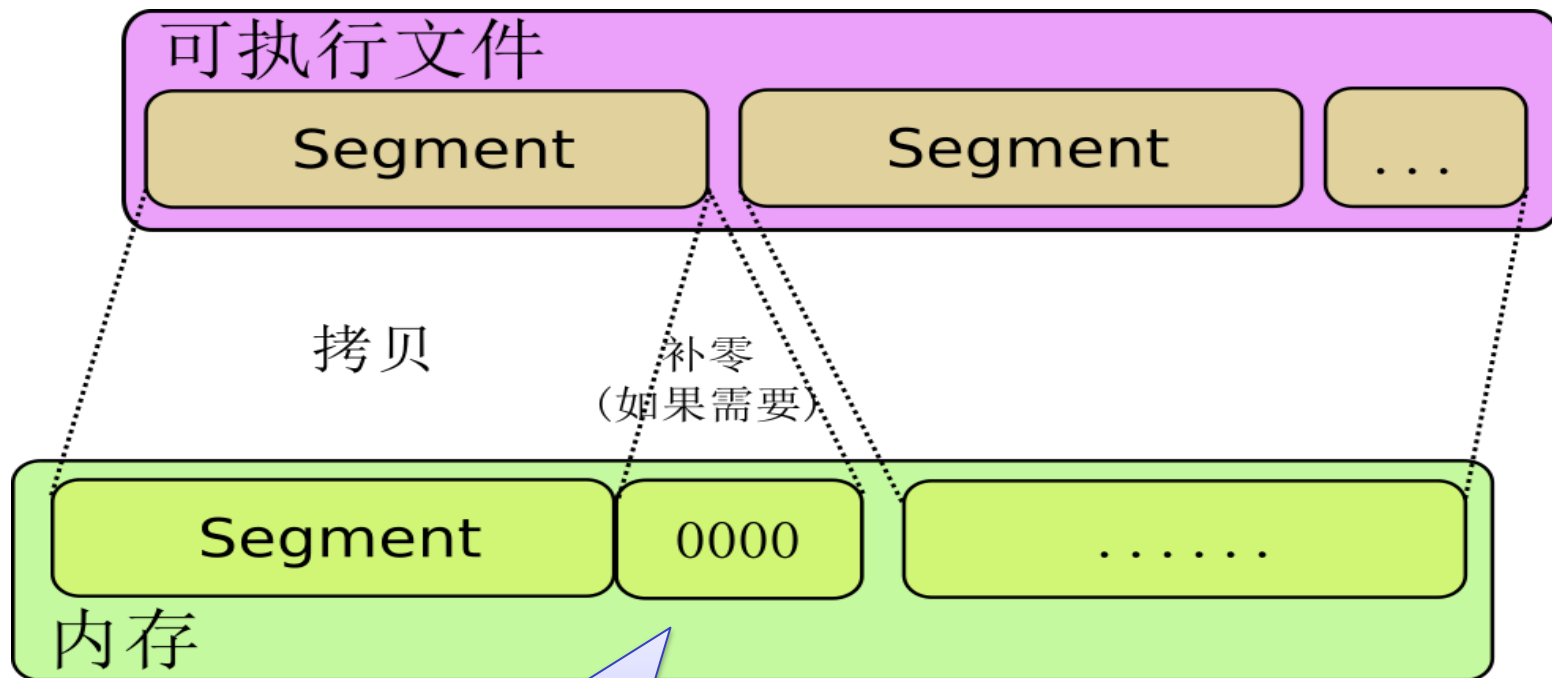 可执行文件
Segment
Segment
...
拷贝
补零
(如果需要)
Segment
0000
......
内存